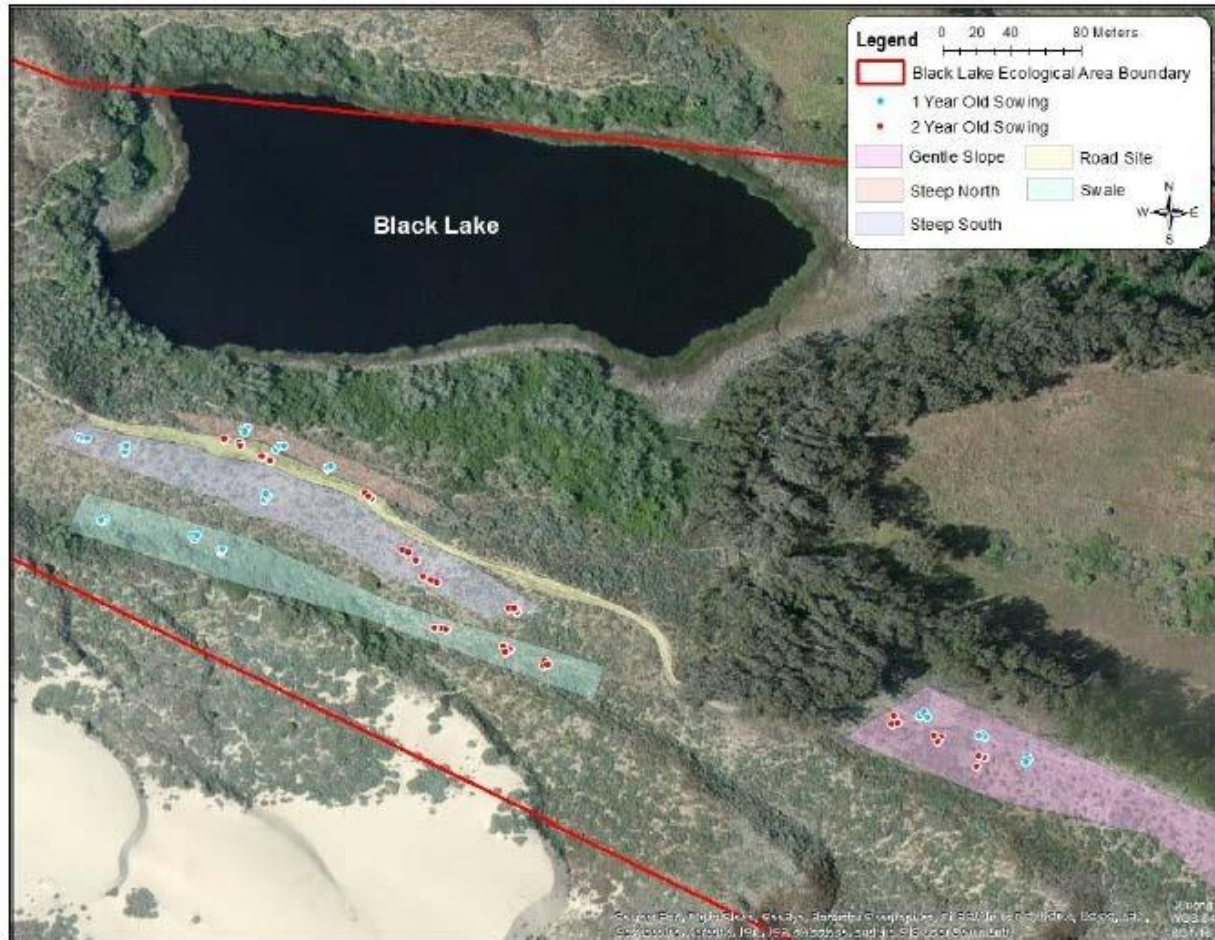 Legend
0 20 40 80 Meters
Black Lake Ecological Area Boundary
1 Year Old Sowing
2 Year Old Sowing
Gentle Slope
Road Site
Steep North
Swale
Steep South
N
W E
S
Black Lake